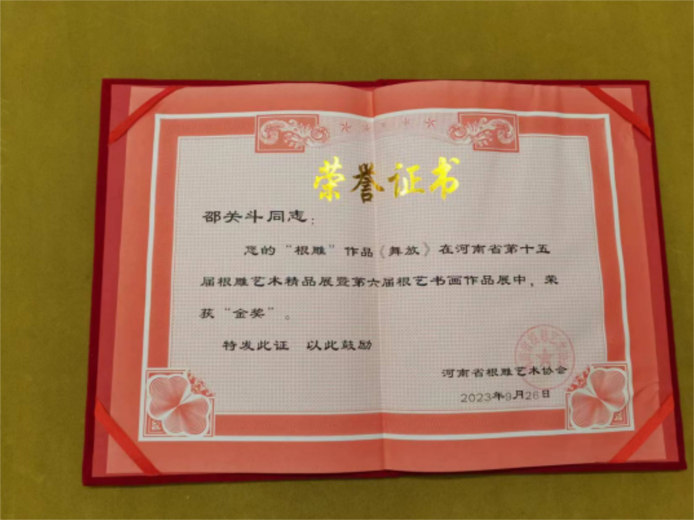 荣誉证书
邵关斗同志：
您的“根雕”作品《舞放》在河南省第十五
届根雕艺术精品展暨第六届根艺书画作品展中，荣
获“金奖”。
特发此证 以此鼓励
河南省根雕艺术协会
2023年9月26日